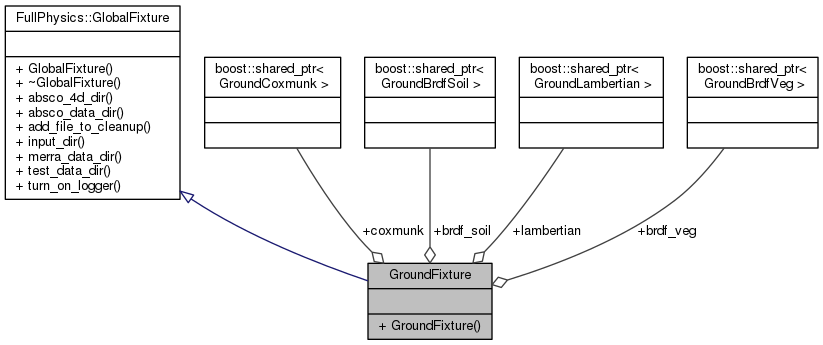 FullPhysics::GlobalFixture
+ GlobalFixture()
+ ~GlobalFixture()
+ absco_4d_dir()
+ absco_data_dir()
+ add_file_to_cleanup()
+ input_dir()
+ merra_data_dir()
+ test_data_dir()
+ turn_on_logger()
boost::shared_ptr<
GroundCoxmunk >
boost::shared_ptr<
GroundBrdfSoil >
boost::shared_ptr<
GroundLambertian >
boost::shared_ptr<
GroundBrdfVeg >
+coxmunk
+brdf_soil
+lambertian
+brdf_veg
GroundFixture
+ GroundFixture()